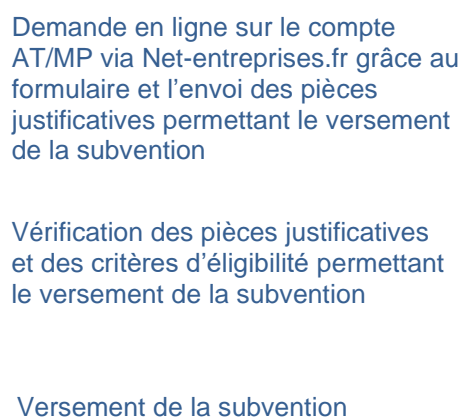 Demande en ligne sur le compte
AT/MP via Net-entreprises.fr grâce au
formulaire et l’envoi des pièces
justificatives permettant le versement
de la subvention
Vérification des pièces justificatives
et des critères d’éligibilité permettant
le versement de la subvention
Versement de la subvention